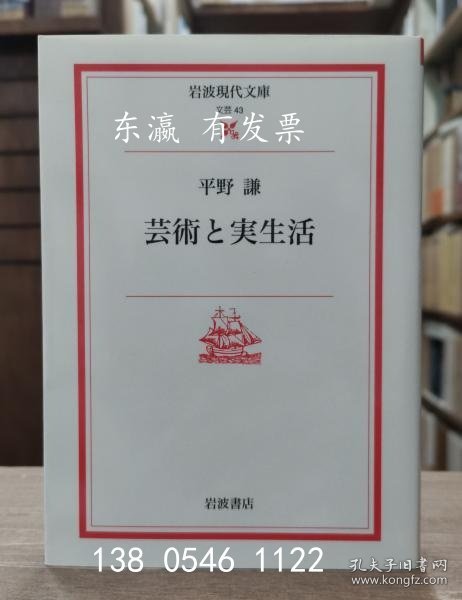 岩波現代文庫
文芸 43
东瀛 有发票
平野 謙
芸術と実生活
岩波書店
138 0546 1122
孔夫子旧书网
www.kongfz.com